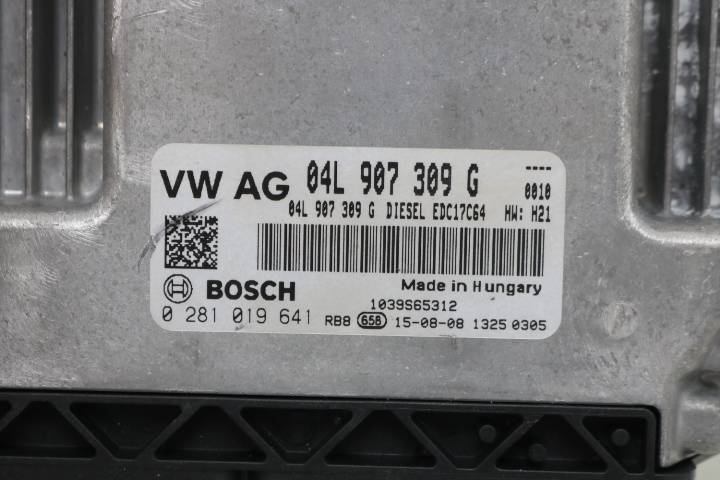 VW AG 04L 907 309 G ----
0010
04L 907 309 G DIESEL EDC17C64 HW: H21
Made in Hungary
BOSCH 1039S65312
0 281 019 641 RB8 658 15-08-08 1325 0305